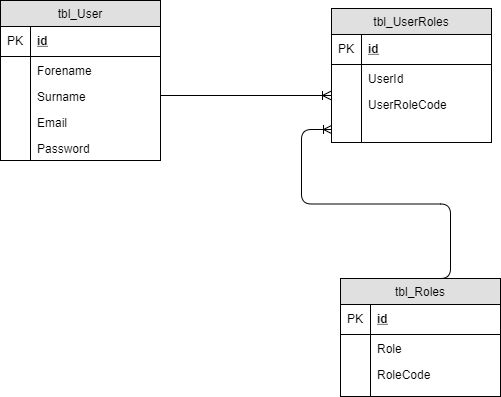 tbl_User
PK id
Forename
Surname
Email
Password
tbl_UserRoles
PK id
UserId
UserRoleCode
tbl_Roles
PK id
Role
RoleCode